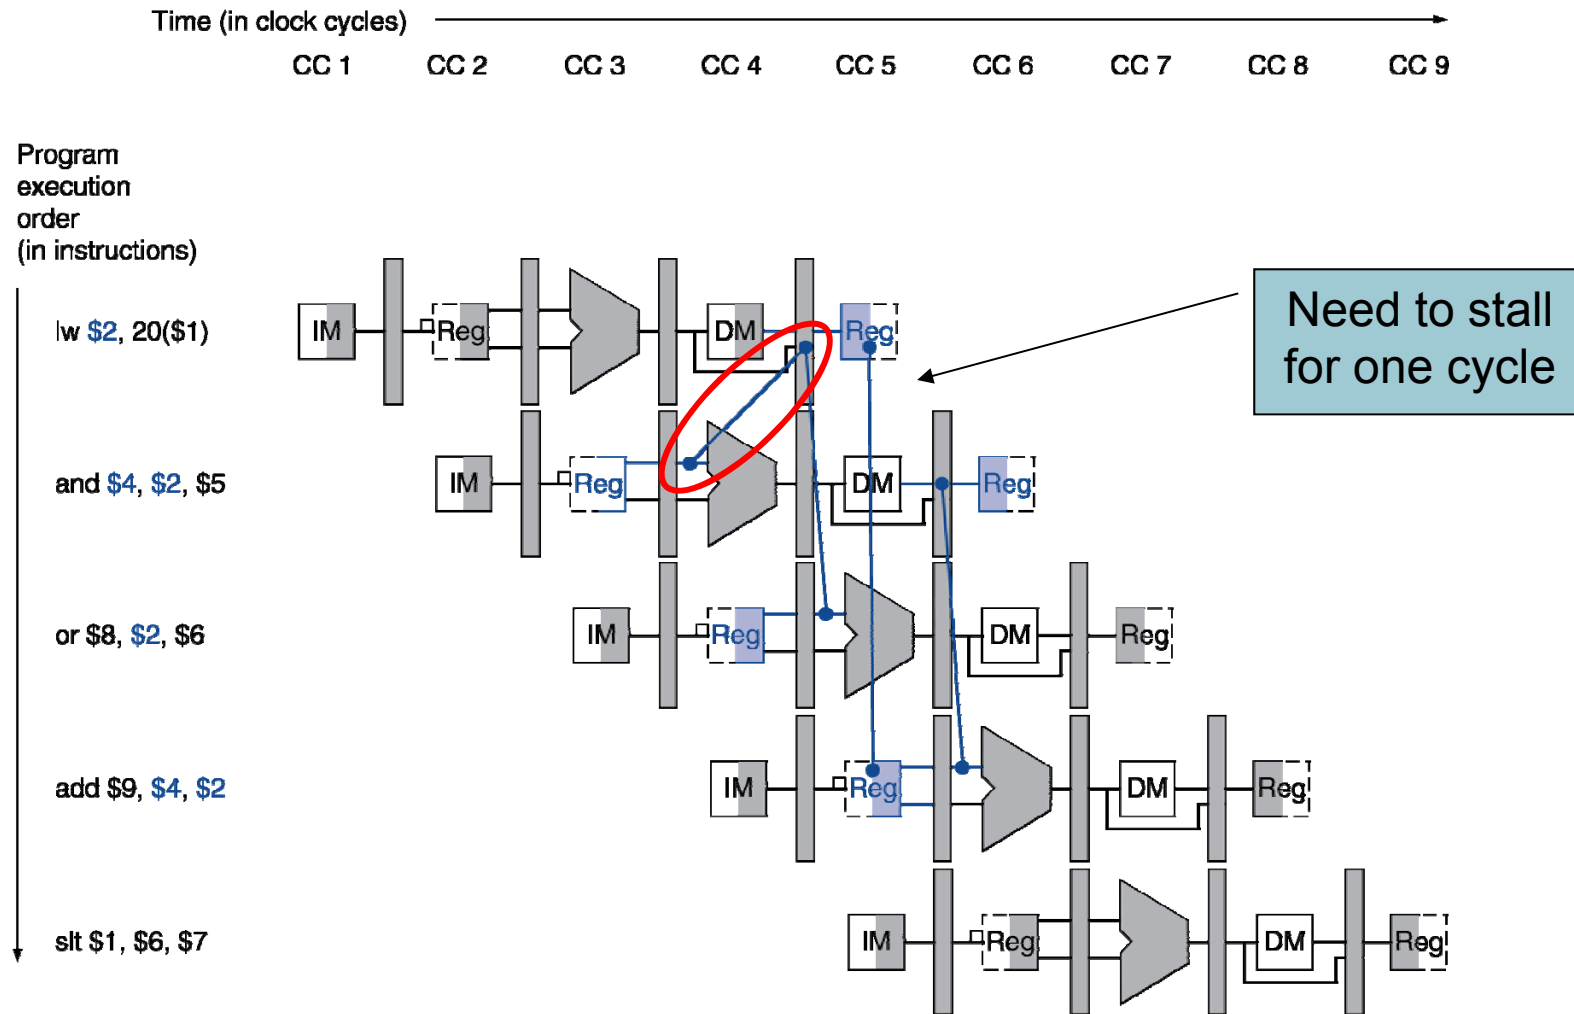 Time (in clock cycles)
CC 1 CC 2 CC 3 CC 4 CC 5 CC 6 CC 7 CC 8 CC 9
Program
execution
order
(in instructions)
lw $2, 20($1) IM Reg DM Reg
Need to stall
for one cycle
and $4, $2, $5 IM Reg DM Reg
or $8, $2, $6 IM Reg DM Reg
add $9, $4, $2 IM Reg DM Reg
slt $1, $6, $7 IM Reg DM Reg